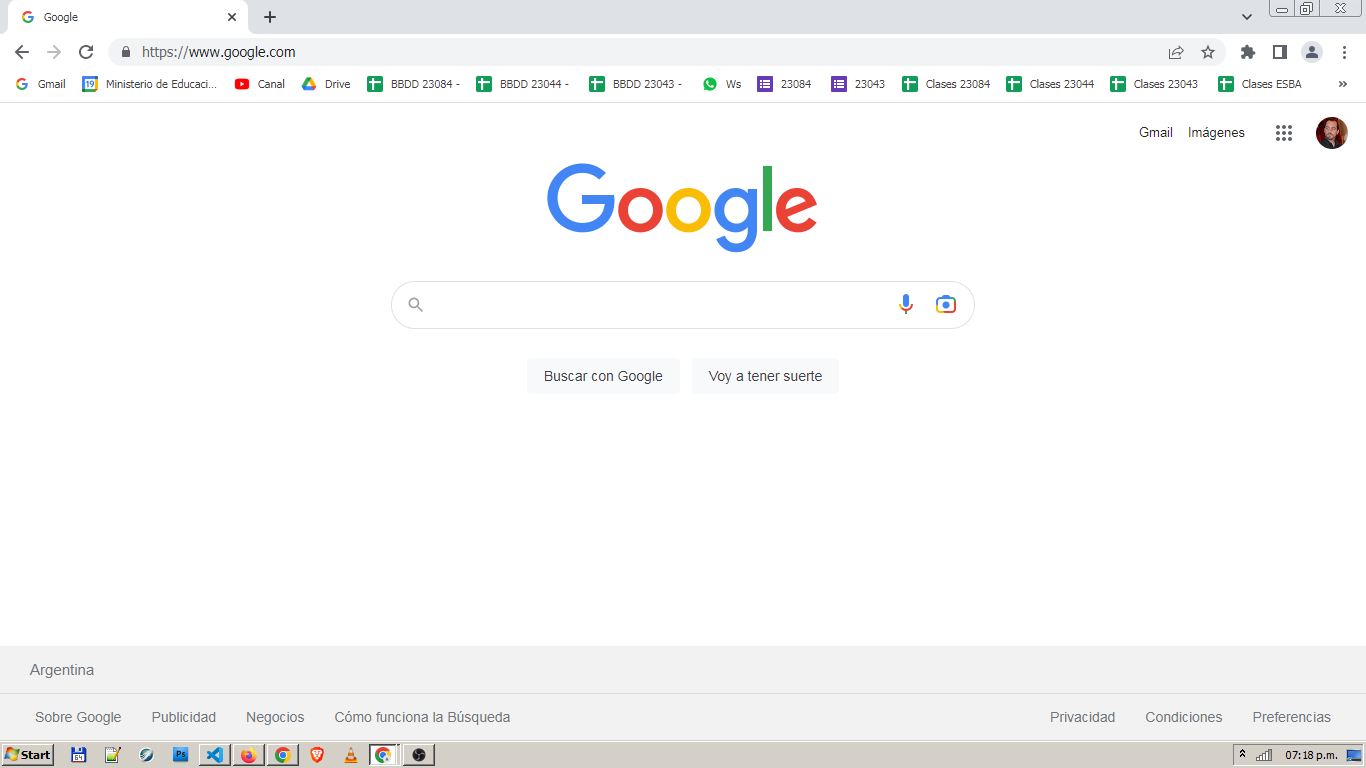 Google
https://www.google.com
Gmail Ministerio de Educaci... Canal Drive BBDD 23084 - BBDD 23044 - BBDD 23043 - Ws 23084 23043 Clases 23084 Clases 23044 Clases 23043 Clases ESBA »
Gmail Imágenes
Google
Buscar con Google Voy a tener suerte
Argentina
Sobre Google Publicidad Negocios Cómo funciona la Búsqueda Privacidad Condiciones Preferencias
Start 64 Ps 07:18 p.m.